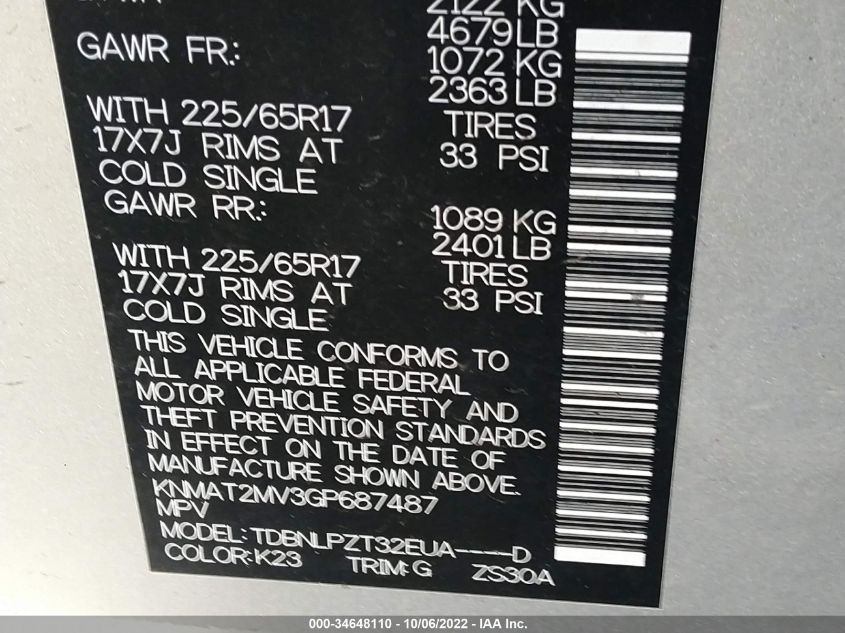 2122 KG
4679 LB
GAWR FR.: 1072 KG
2363 LB
WITH 225/65R17 TIRES
17X7J RIMS AT 33 PSI
COLD SINGLE
GAWR RR.: 1089 KG
2401 LB
WITH 225/65R17 TIRES
17X7J RIMS AT 33 PSI
COLD SINGLE
THIS VEHICLE CONFORMS TO
ALL APPLICABLE FEDERAL
MOTOR VEHICLE SAFETY AND
THEFT PREVENTION STANDARDS
IN EFFECT ON THE DATE OF
MANUFACTURE SHOWN ABOVE.
KNMAT2MV3GP687487
MPV
MODEL: TDBNLPZT32EUA----D
COLOR: K23 TRIM: G ZS30A
000-34648110 - 10/06/2022 - IAA Inc.